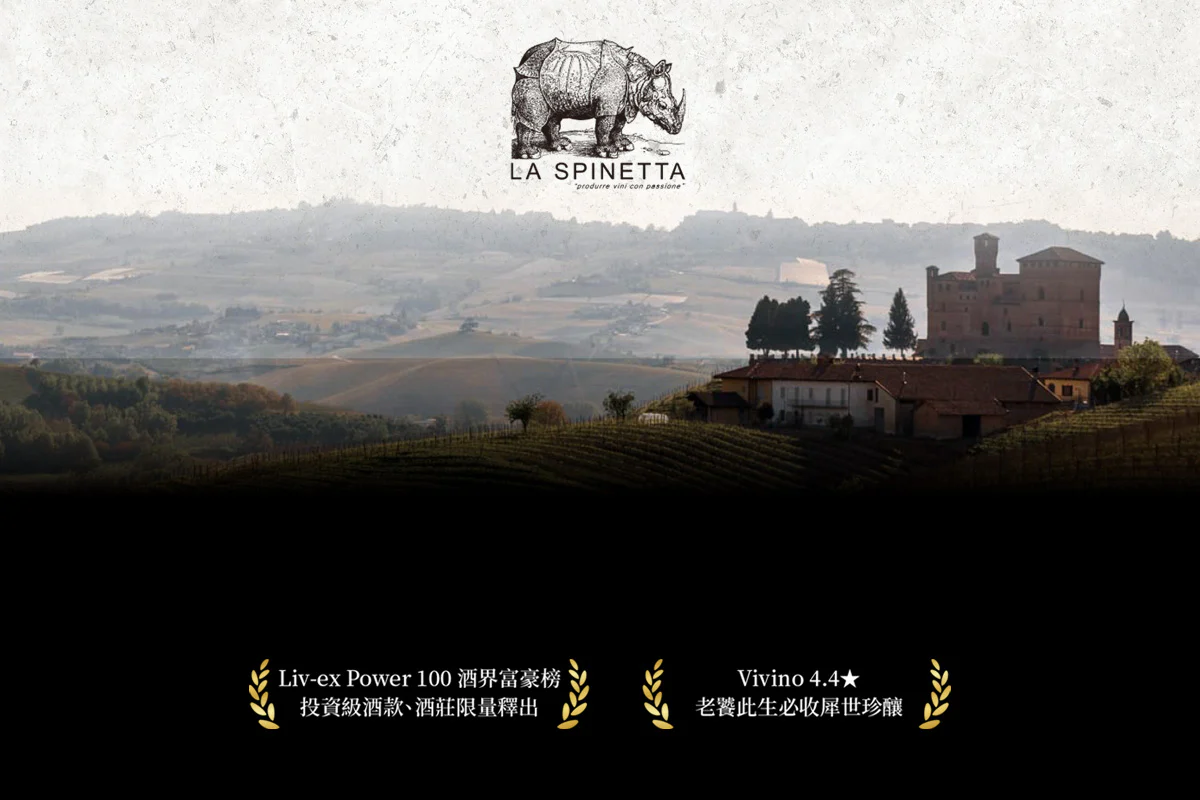 LA SPINETTA
"produrre vini con passione"
Liv-ex Power 100 酒界富豪榜
投資級酒款、酒莊限量釋出
Vivino 4.4★
老饕此生必收犀世珍釀